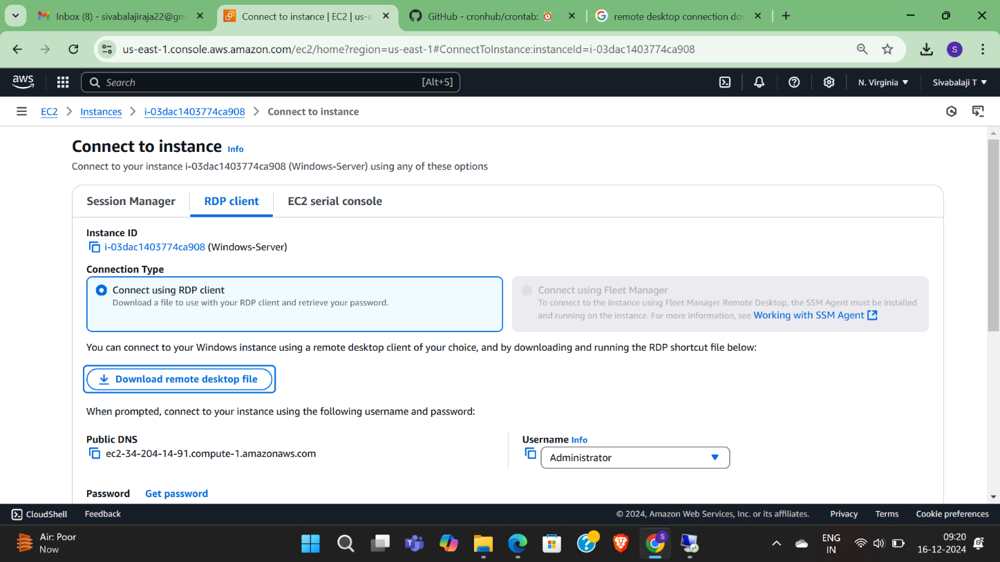 Inbox (8) - sivabalajiraja22@gm
Connect to instance | EC2 | us-e
GitHub - cronhub/crontab: ⏰
remote desktop connection do
us-east-1.console.aws.amazon.com/ec2/home?region=us-east-1#ConnectToInstance:instanceId=i-03dac1403774ca908
S
aws
Search
[Alt+S]
N. Virginia
Sivabalaji T
EC2
Instances
i-03dac1403774ca908
Connect to instance
Connect to instance Info
Connect to your instance i-03dac1403774ca908 (Windows-Server) using any of these options
Session Manager
RDP client
EC2 serial console
Instance ID
i-03dac1403774ca908 (Windows-Server)
Connection Type
Connect using RDP client
Download a file to use with your RDP client and retrieve your password.
Connect using Fleet Manager
To connect to the instance using Fleet Manager Remote Desktop, the SSM Agent must be installed
and running on the instance. For more information, see Working with SSM Agent
You can connect to your Windows instance using a remote desktop client of your choice, and by downloading and running the RDP shortcut file below:
Download remote desktop file
When prompted, connect to your instance using the following username and password:
Public DNS
ec2-34-204-14-91.compute-1.amazonaws.com
Username Info
Administrator
Password Get password
CloudShell
Feedback
© 2024, Amazon Web Services, Inc. or its affiliates.
Privacy
Terms
Cookie preferences
Air: Poor
Now
S
ENG
IN
09:20
16-12-2024